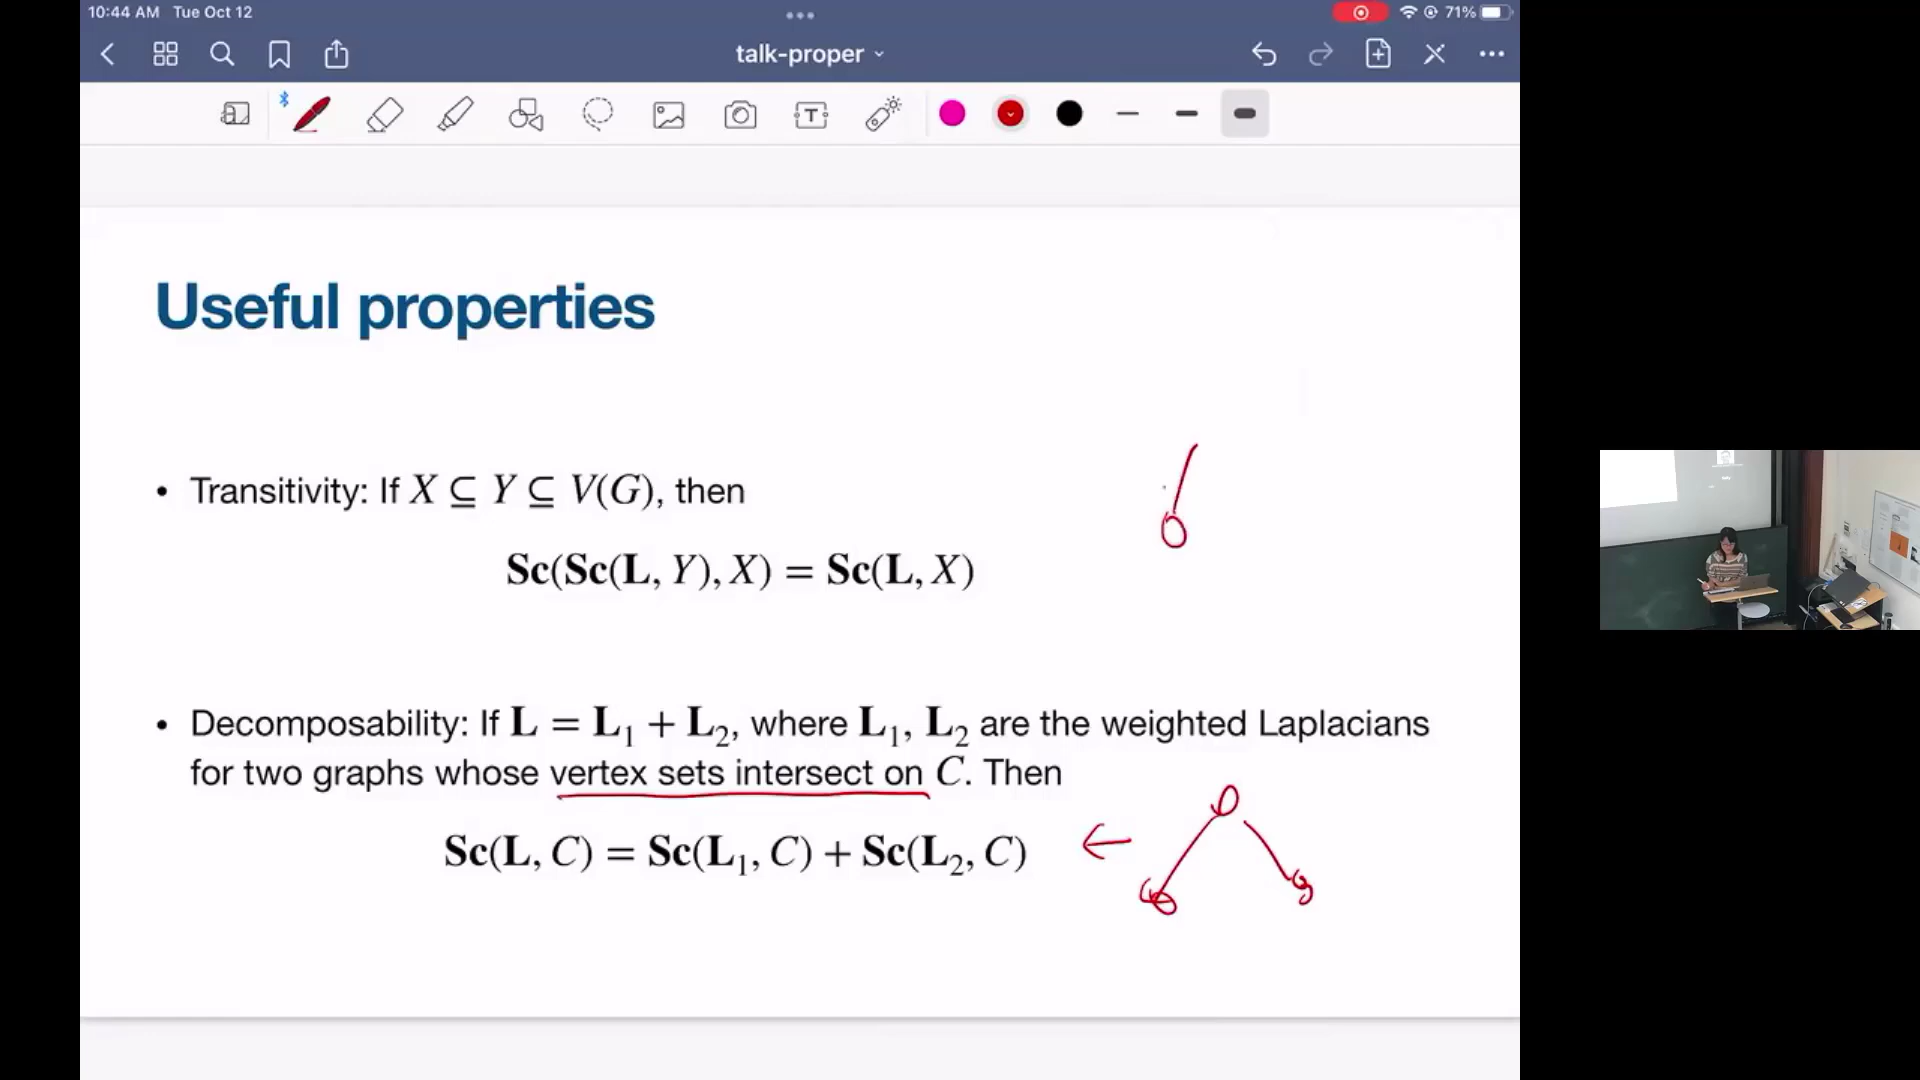 10:44 AM Tue Oct 12
71%
talk-proper
T
Useful properties
• Transitivity: If X ⊆ Y ⊆ V(G), then
Sc(Sc(L, Y), X) = Sc(L, X)
• Decomposability: If L = L₁ + L₂, where L₁, L₂ are the weighted Laplacians
for two graphs whose vertex sets intersect on C. Then
Sc(L, C) = Sc(L₁, C) + Sc(L₂, C) ←